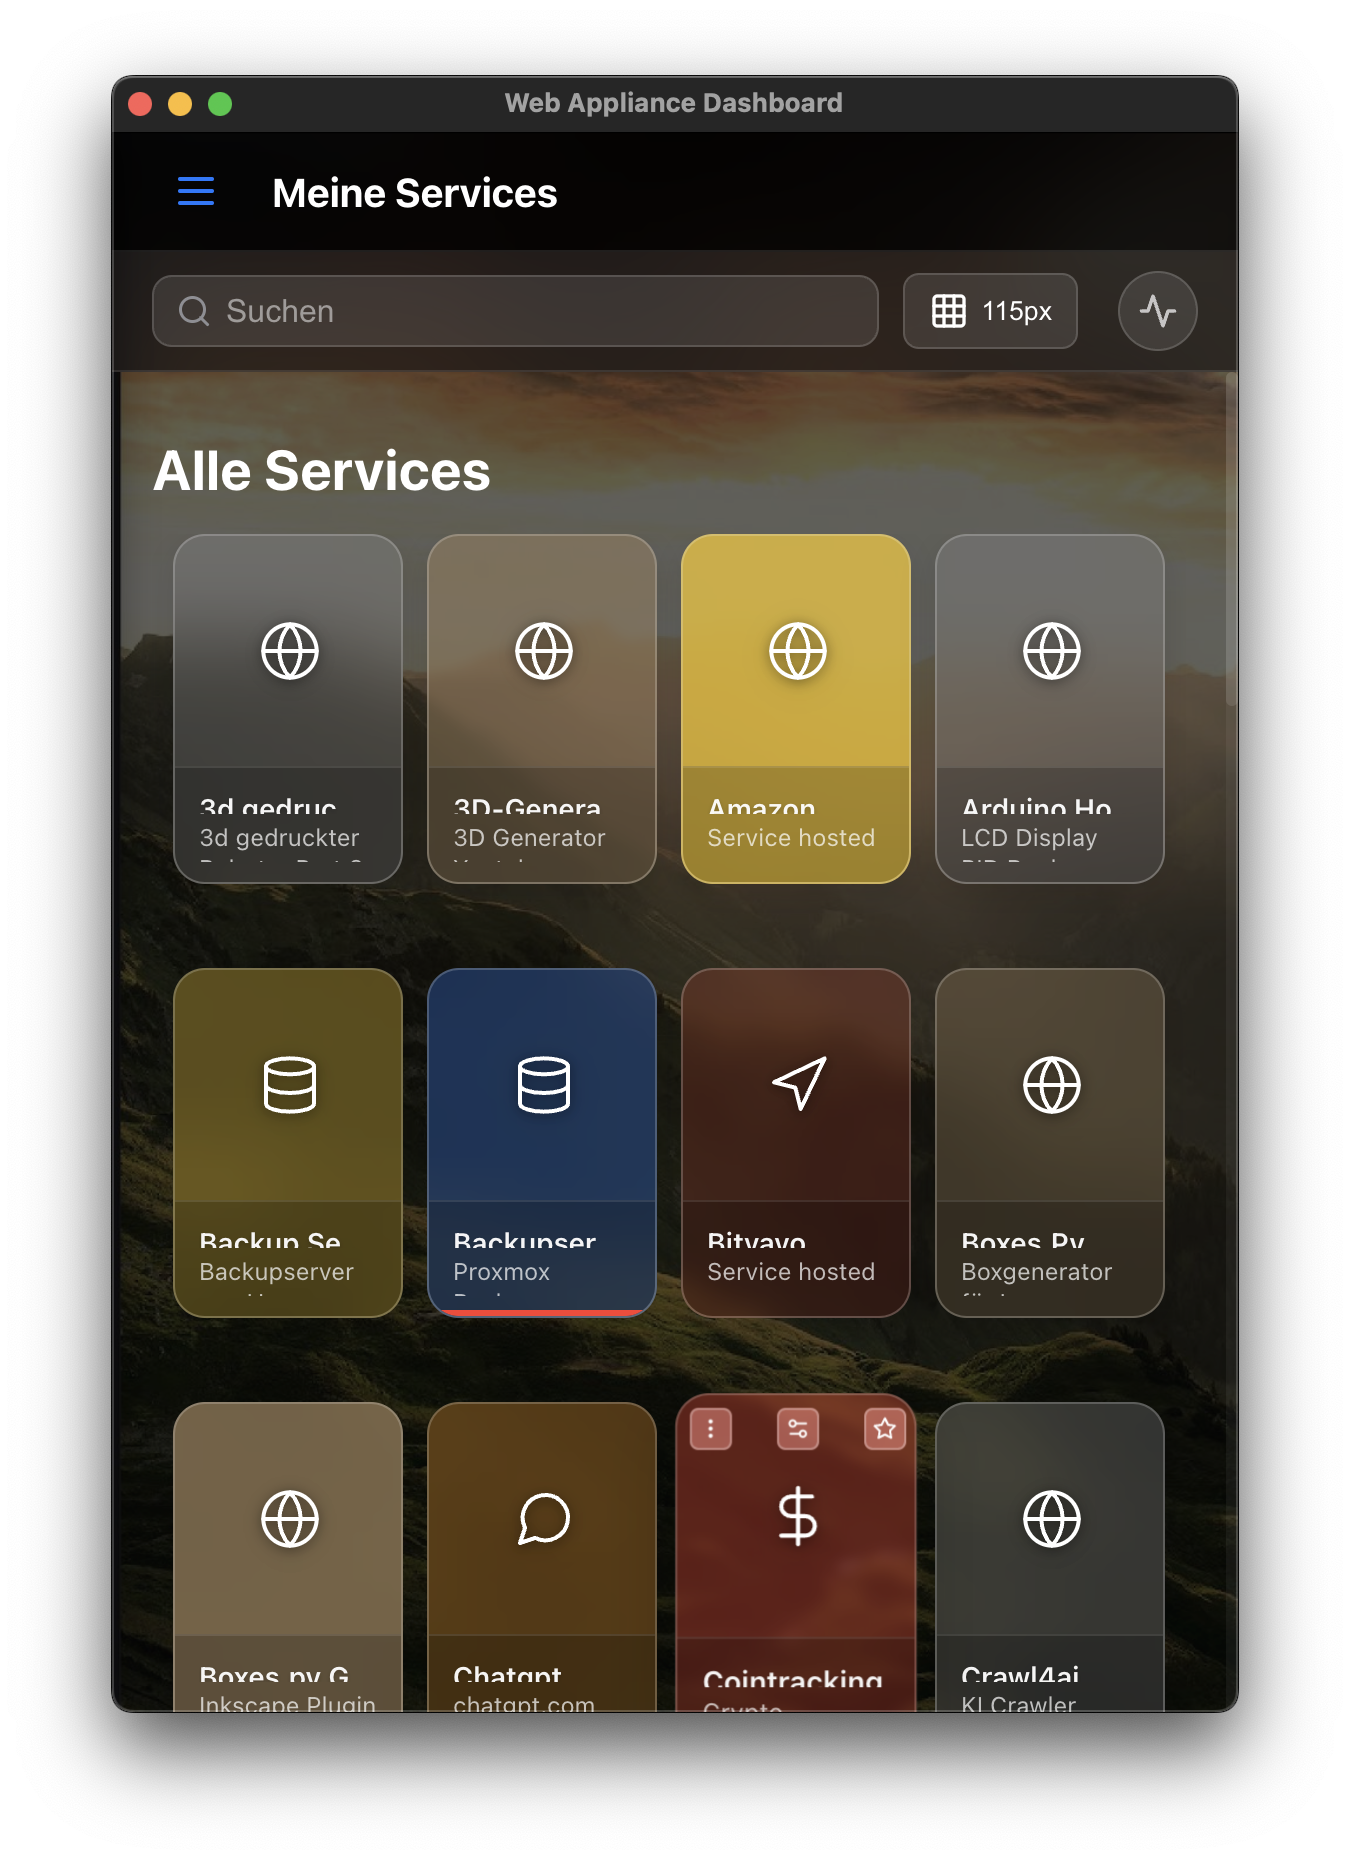 Web Appliance Dashboard
Meine Services
Suchen
115px
Alle Services
3d gedruc
3d gedruckter
3D-Genera
3D Generator
Amazon
Service hosted
Arduino Ho
LCD Display
Backup Se
Backupserver
Backupser
Proxmox
Bitvavo
Service hosted
Boxes Py
Boxgenerator
Boxes py G
Inkscape Plugin
Chatgpt
chatgpt.com
Cointracking
Crypto
Crawl4ai
KI Crawler